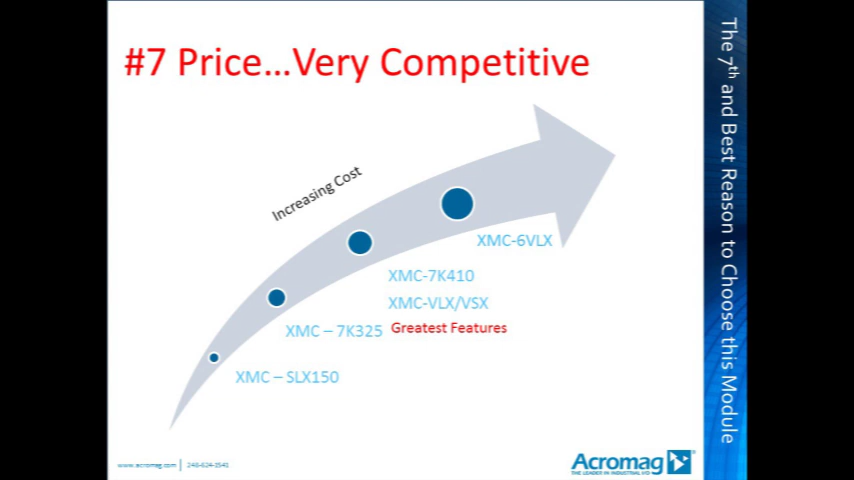 #7 Price...Very Competitive
The 7th and Best Reason to Choose this Module
Increasing Cost
XMC-6VLX
XMC-7K410
XMC-VLX/VSX
Greatest Features
XMC – 7K325
XMC – SLX150
www.acromag.com | 248-624-1541
Acromag
THE LEADER IN INDUSTRIAL I/O